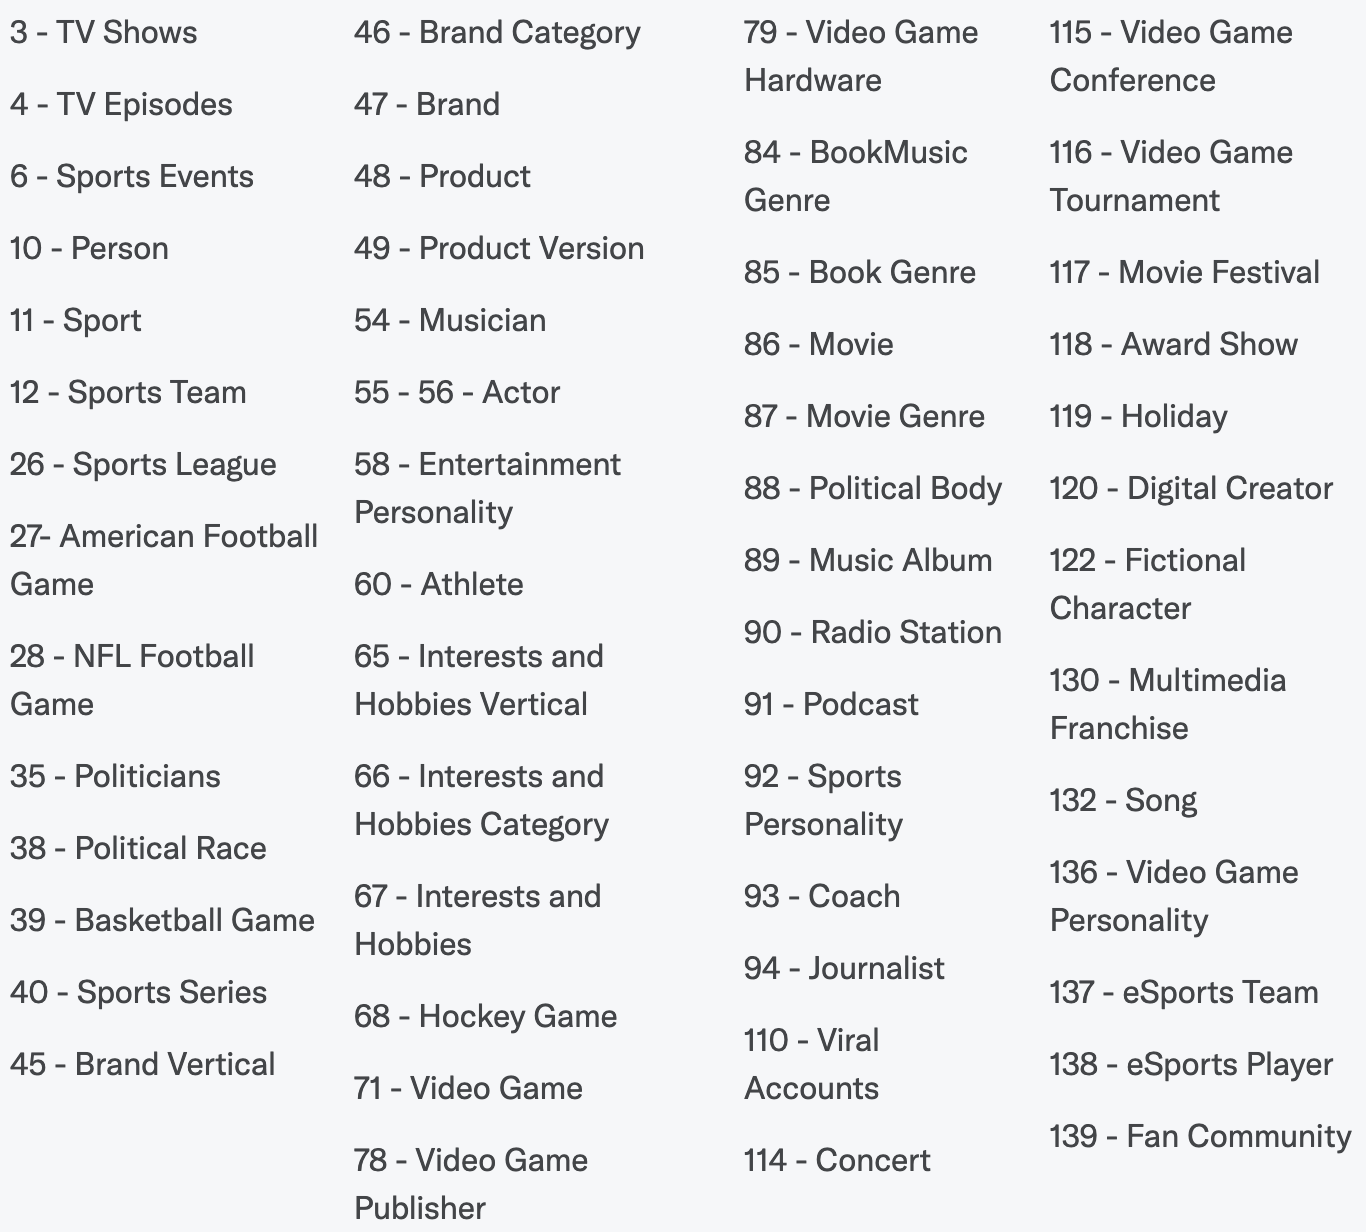 3 - TV Shows
4 - TV Episodes
6 - Sports Events
10 - Person
11 - Sport
12 - Sports Team
26 - Sports League
27- American Football
Game
28 - NFL Football
Game
35 - Politicians
38 - Political Race
39 - Basketball Game
40 - Sports Series
45 - Brand Vertical
46 - Brand Category
47 - Brand
48 - Product
49 - Product Version
54 - Musician
55 - 56 - Actor
58 - Entertainment
Personality
60 - Athlete
65 - Interests and
Hobbies Vertical
66 - Interests and
Hobbies Category
67 - Interests and
Hobbies
68 - Hockey Game
71 - Video Game
78 - Video Game
Publisher
79 - Video Game
Hardware
84 - BookMusic
Genre
85 - Book Genre
86 - Movie
87 - Movie Genre
88 - Political Body
89 - Music Album
90 - Radio Station
91 - Podcast
92 - Sports
Personality
93 - Coach
94 - Journalist
110 - Viral
Accounts
114 - Concert
115 - Video Game
Conference
116 - Video Game
Tournament
117 - Movie Festival
118 - Award Show
119 - Holiday
120 - Digital Creator
122 - Fictional
Character
130 - Multimedia
Franchise
132 - Song
136 - Video Game
Personality
137 - eSports Team
138 - eSports Player
139 - Fan Community